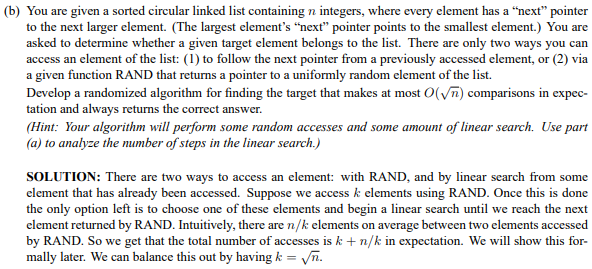 (b) You are given a sorted circular linked list containing n integers, where every element has a “next” pointer
to the next larger element. (The largest element’s “next” pointer points to the smallest element.) You are
asked to determine whether a given target element belongs to the list. There are only two ways you can
access an element of the list: (1) to follow the next pointer from a previously accessed element, or (2) via
a given function RAND that returns a pointer to a uniformly random element of the list.
Develop a randomized algorithm for finding the target that makes at most O(√n) comparisons in expec-
tation and always returns the correct answer.
(Hint: Your algorithm will perform some random accesses and some amount of linear search. Use part
(a) to analyze the number of steps in the linear search.)
SOLUTION: There are two ways to access an element: with RAND, and by linear search from some
element that has already been accessed. Suppose we access k elements using RAND. Once this is done
the only option left is to choose one of these elements and begin a linear search until we reach the next
element returned by RAND. Intuitively, there are n/k elements on average between two elements accessed
by RAND. So we get that the total number of accesses is k + n/k in expectation. We will show this for-
mally later. We can balance this out by having k = √n.